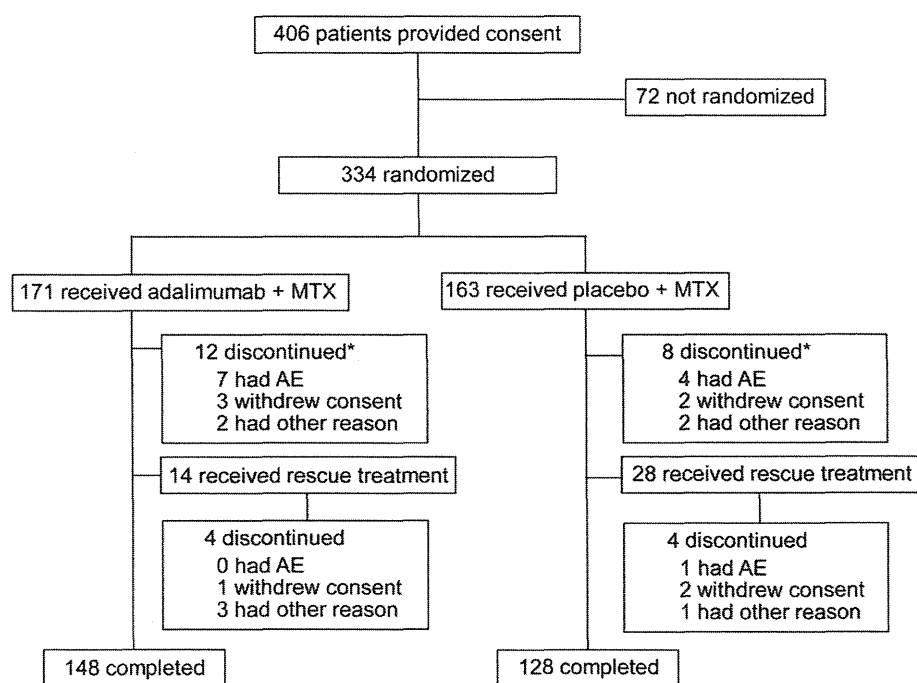 406 patients provided consent
72 not randomized
334 randomized
171 received adalimumab + MTX
163 received placebo + MTX
12 discontinued*
7 had AE
3 withdrew consent
2 had other reason
8 discontinued*
4 had AE
2 withdrew consent
2 had other reason
14 received rescue treatment
28 received rescue treatment
4 discontinued
0 had AE
1 withdrew consent
3 had other reason
4 discontinued
1 had AE
2 withdrew consent
1 had other reason
148 completed
128 completed